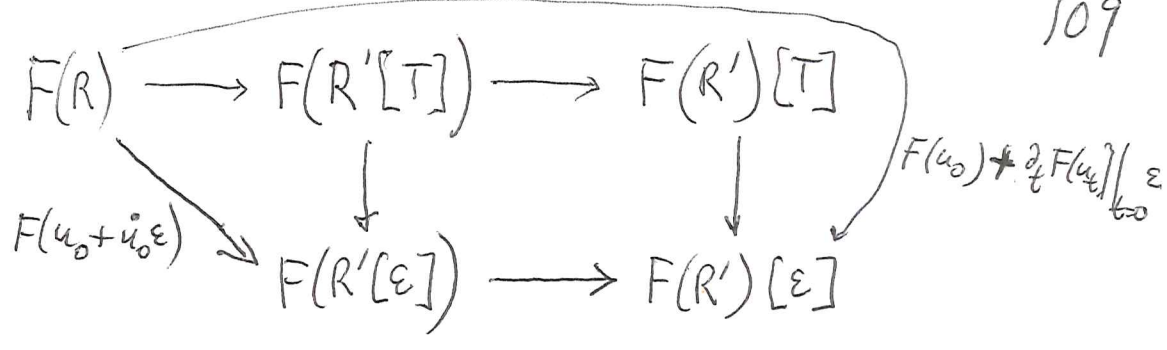 109
F(R) ⟶ F(R'[T]) ⟶ F(R')[T]
F(u₀) + ∂ₜF(uₜ)|ₜ₌₀ ε
F(u₀+u̇₀ε)
F(R'[ε]) ⟶ F(R')[ε]